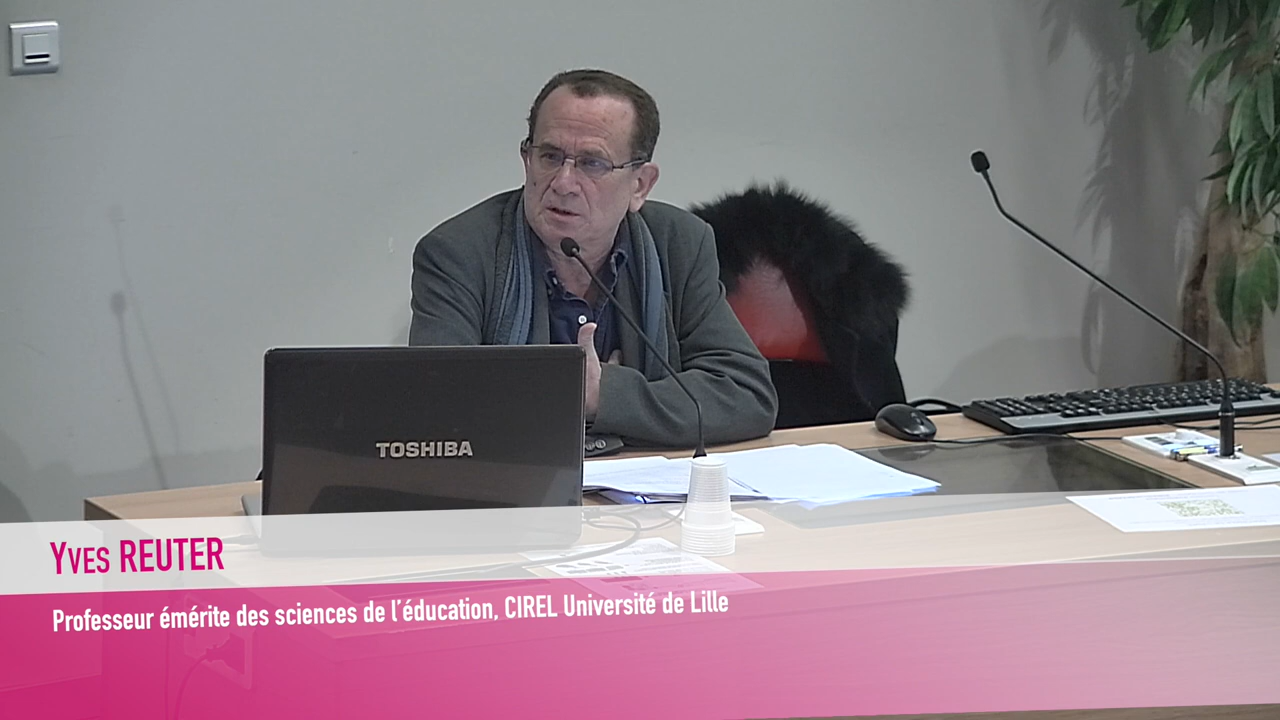 TOSHIBA
YVES REUTER
Professeur émérite des sciences de l'éducation, CIREL Université de Lille